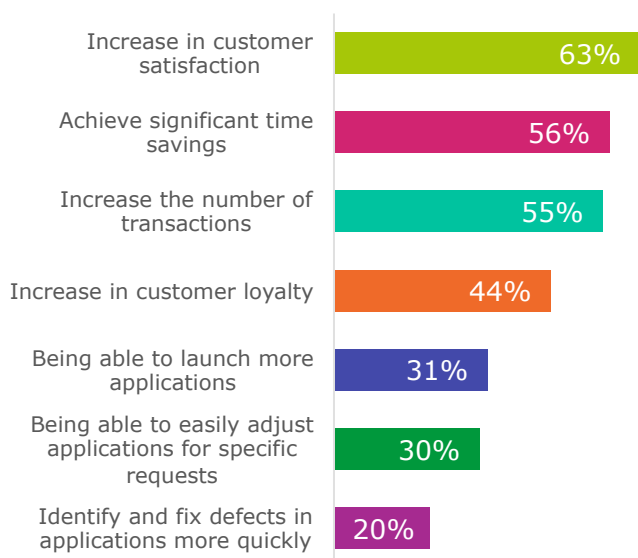 Increase in customer
satisfaction
63%
Achieve significant time
savings
56%
Increase the number of
transactions
55%
Increase in customer loyalty
44%
Being able to launch more
applications
31%
Being able to easily adjust
applications for specific
requests
30%
Identify and fix defects in
applications more quickly
20%